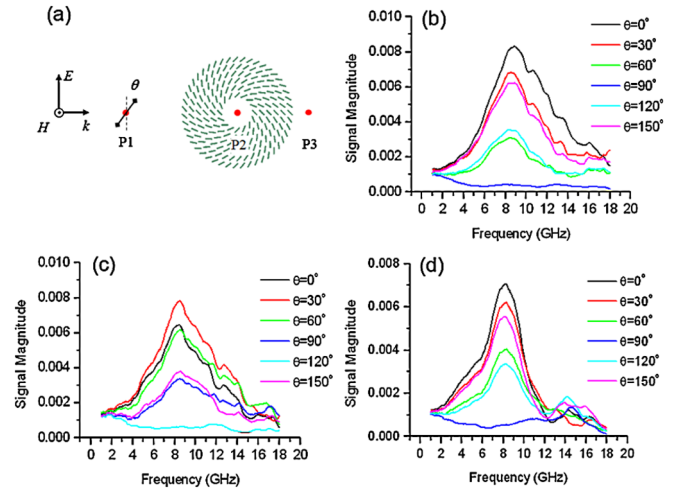 (a)
E
H
k
θ
P1
P2
P3
(b)
Signal Magnitude
0.010
0.008
0.006
0.004
0.002
0.000
0 2 4 6 8 10 12 14 16 18 20
Frequency (GHz)
θ=0°
θ=30°
θ=60°
θ=90°
θ=120°
θ=150°
(c)
Signal Magnitude
0.010
0.008
0.006
0.004
0.002
0.000
0 2 4 6 8 10 12 14 16 18 20
Frequency (GHz)
θ=0°
θ=30°
θ=60°
θ=90°
θ=120°
θ=150°
(d)
Signal Magnitude
0.008
0.006
0.004
0.002
0.000
0 2 4 6 8 10 12 14 16 18 20
Frequency (GHz)
θ=0°
θ=30°
θ=60°
θ=90°
θ=120°
θ=150°